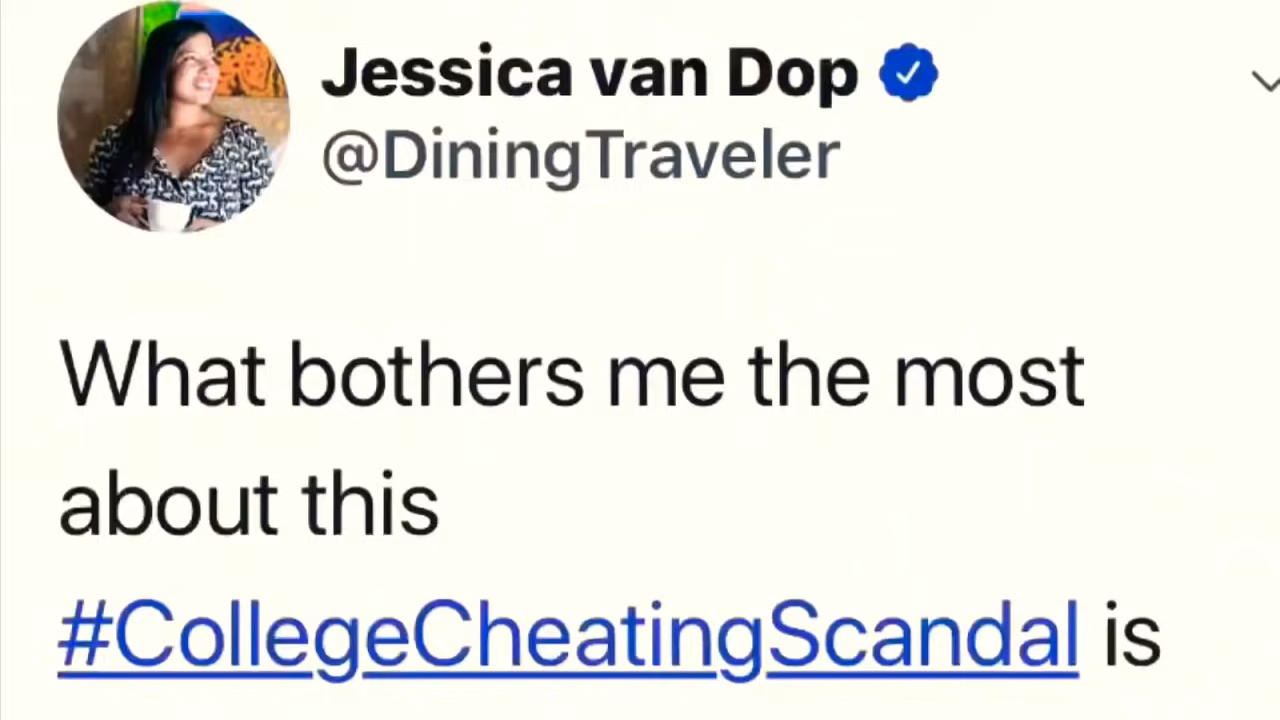 Jessica van Dop
@DiningTraveler
What bothers me the most
about this
#CollegeCheatingScandal is